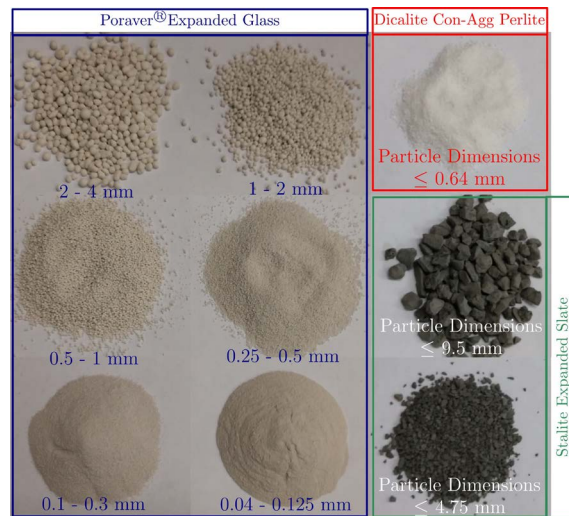 Poraver®Expanded Glass
Dicalite Con-Agg Perlite
2 - 4 mm
1 - 2 mm
Particle Dimensions
≤ 0.64 mm
0.5 - 1 mm
0.25 - 0.5 mm
Particle Dimensions
≤ 9.5 mm
0.1 - 0.3 mm
0.04 - 0.125 mm
Particle Dimensions
≤ 4.75 mm
Stalite Expanded Slate